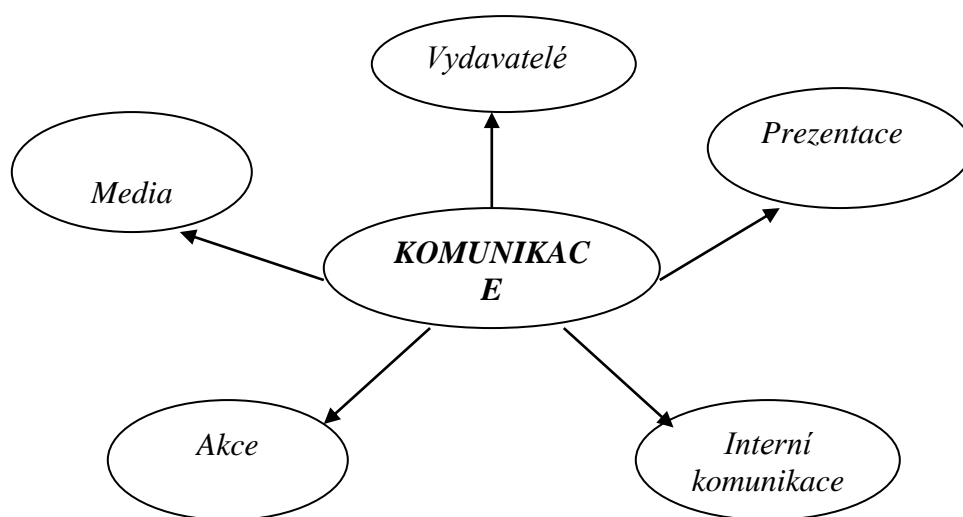 Vydavatelé
Prezentace
Media
KOMUNIKAC
E
Akce
Interní
komunikace